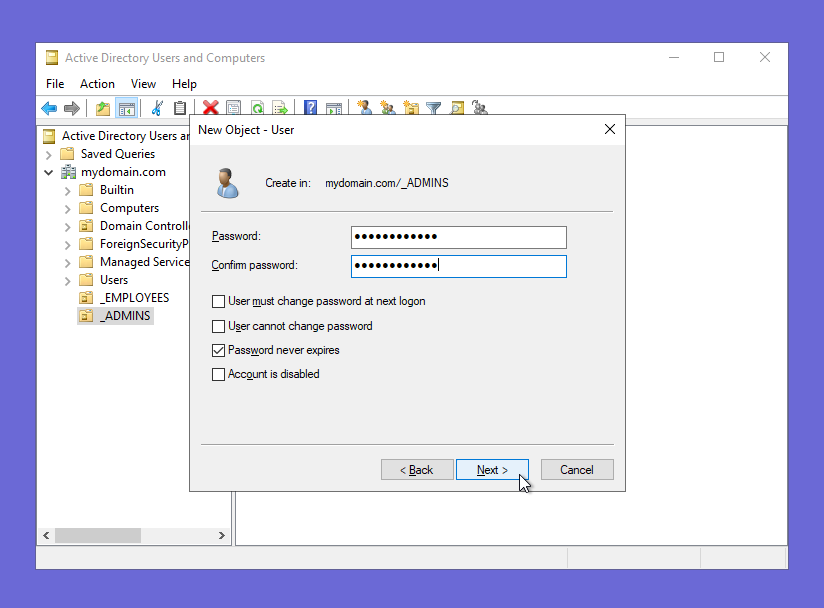 Active Directory Users and Computers
File Action View Help
New Object - User
Active Directory Users ar
Saved Queries
mydomain.com
Builtin
Computers
Domain Controll
ForeignSecurityP
Managed Service
Users
_EMPLOYEES
_ADMINS
Create in: mydomain.com/_ADMINS
Password:
Confirm password:
User must change password at next logon
User cannot change password
Password never expires
Account is disabled
< Back Next > Cancel